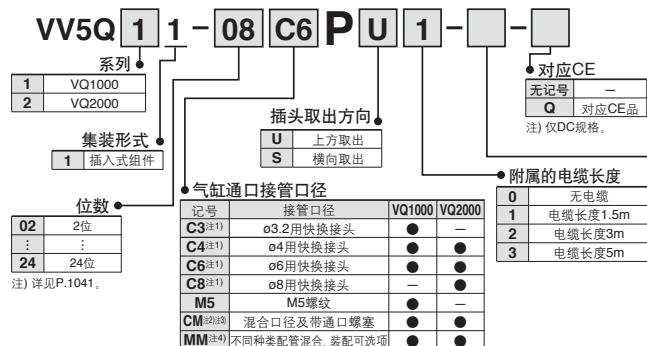 VV5Q 1 1 - 08 C6 P U 1 - -
系列
1 VQ1000
2 VQ2000
集装形式
1 插入式组件
位数
02 2位
⋮ ⋮
24 24位
注) 详见P.1041。
插头取出方向
U 上方取出
S 横向取出
气缸通口接管口径
记号 接管口径 VQ1000 VQ2000
C3注1) ø3.2用快换接头 ● —
C4注1) ø4用快换接头 ● ●
C6注1) ø6用快换接头 ● ●
C8注1) ø8用快换接头 — ●
M5 M5螺纹 ● —
CM注2)注3) 混合口径及带通口螺塞 ● ●
MM注4) 不同种类配管混合, 装配可选项 ● ●
对应CE
无记号 —
Q 对应CE品
注) 仅DC规格。
附属的电缆长度
0 无电缆
1 电缆长度1.5m
2 电缆长度3m
3 电缆长度5m